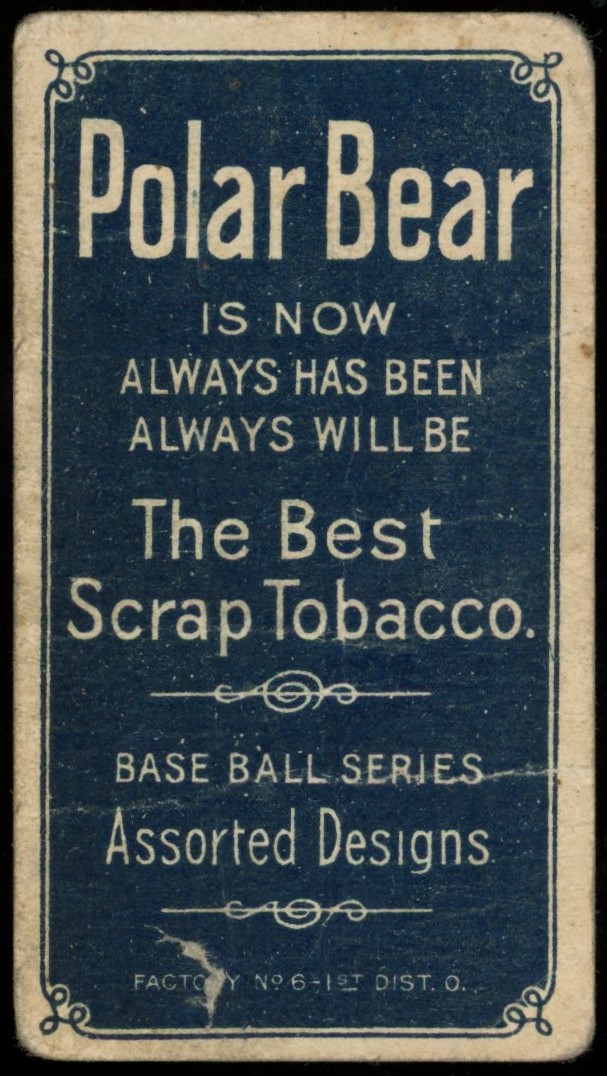 Polar Bear
IS NOW
ALWAYS HAS BEEN
ALWAYS WILL BE
The Best
Scrap Tobacco.
BASE BALL SERIES
Assorted Designs
FACTORY Nº 6-1ST DIST. O.